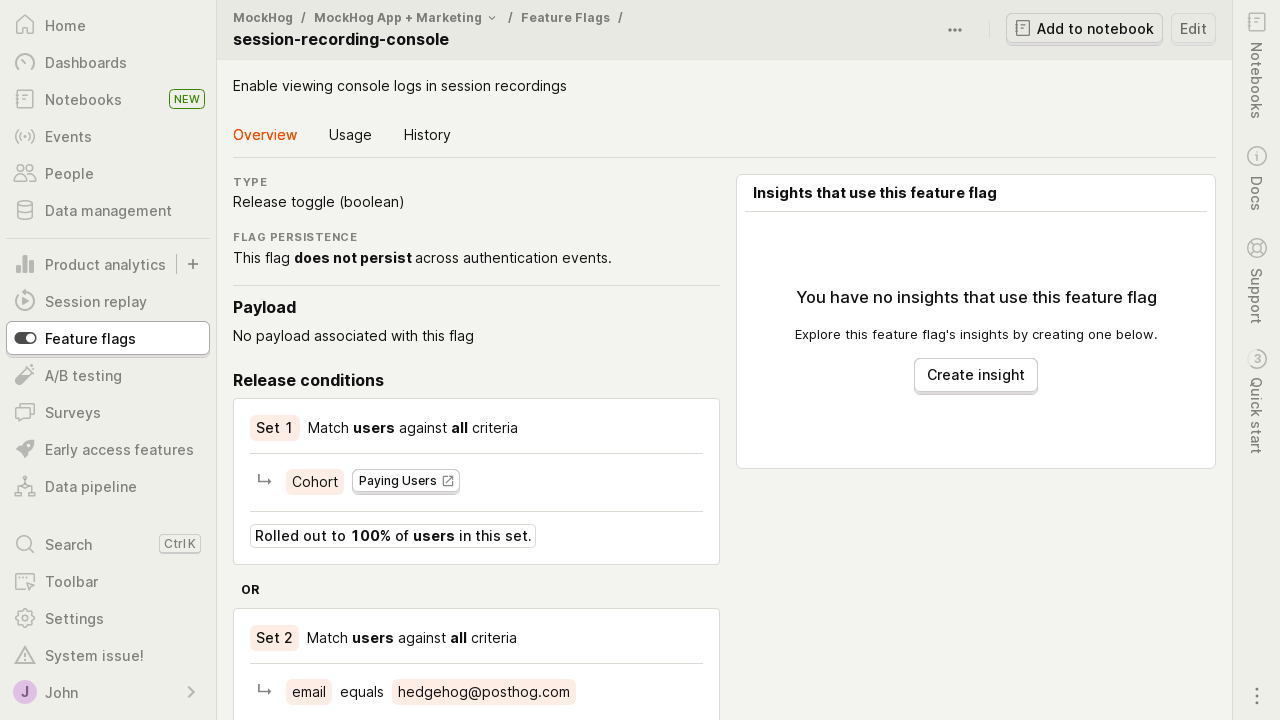 Home
Dashboards
Notebooks NEW
Events
People
Data management
Product analytics
Session replay
Feature flags
A/B testing
Surveys
Early access features
Data pipeline
Search Ctrl K
Toolbar
Settings
System issue!
J John
MockHog / MockHog App + Marketing / Feature Flags /
session-recording-console
Add to notebook
Edit
Enable viewing console logs in session recordings
Overview Usage History
TYPE
Release toggle (boolean)
FLAG PERSISTENCE
This flag does not persist across authentication events.
Payload
No payload associated with this flag
Release conditions
Set 1 Match users against all criteria
Cohort Paying Users
Rolled out to 100% of users in this set.
OR
Set 2 Match users against all criteria
email equals hedgehog@posthog.com
Insights that use this feature flag
You have no insights that use this feature flag
Explore this feature flag's insights by creating one below.
Create insight
Notebooks
Docs
Support
3
Quick start